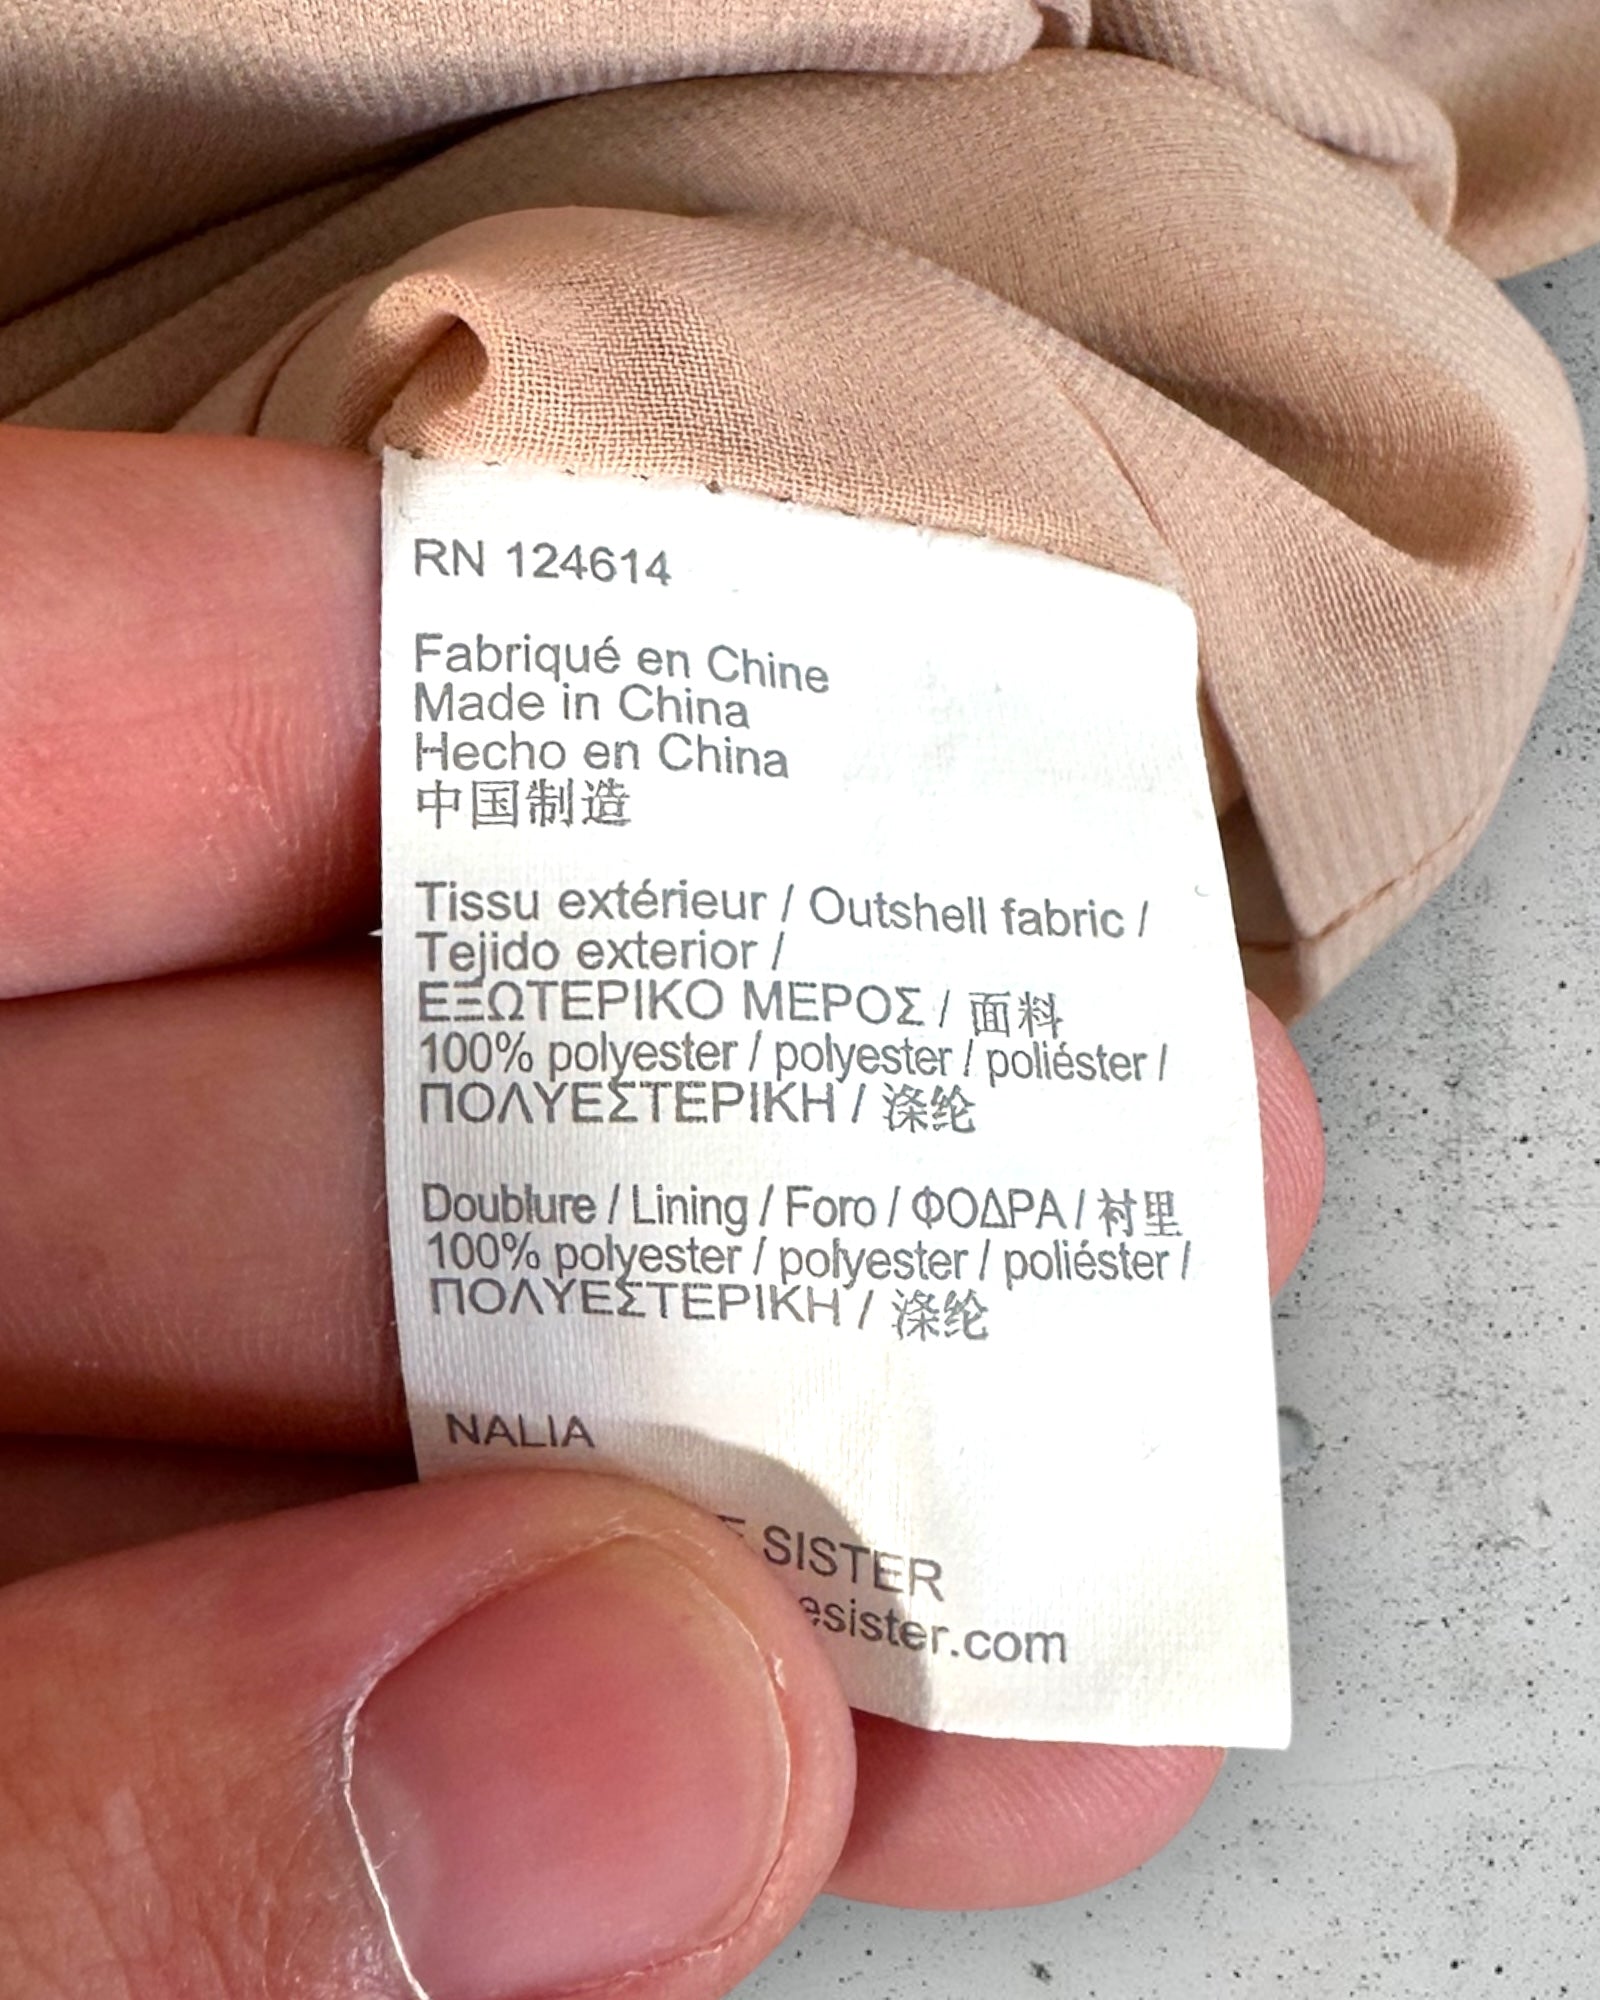 RN 124614
Fabriqué en Chine
Made in China
Hecho en China
中国制造
Tissu extérieur / Outshell fabric /
Tejido exterior /
ΕΞΩΤΕΡΙΚΟ ΜΕΡΟΣ / 面料
100% polyester / polyester / poliéster /
ΠΟΛΥΕΣΤΕΡΙΚΗ / 涤纶
Doublure / Lining / Foro / ΦΟΔΡΑ / 衬里
100% polyester / polyester / poliéster /
ΠΟΛΥΕΣΤΕΡΙΚΗ / 涤纶
NALIA
SISTER
esister.com